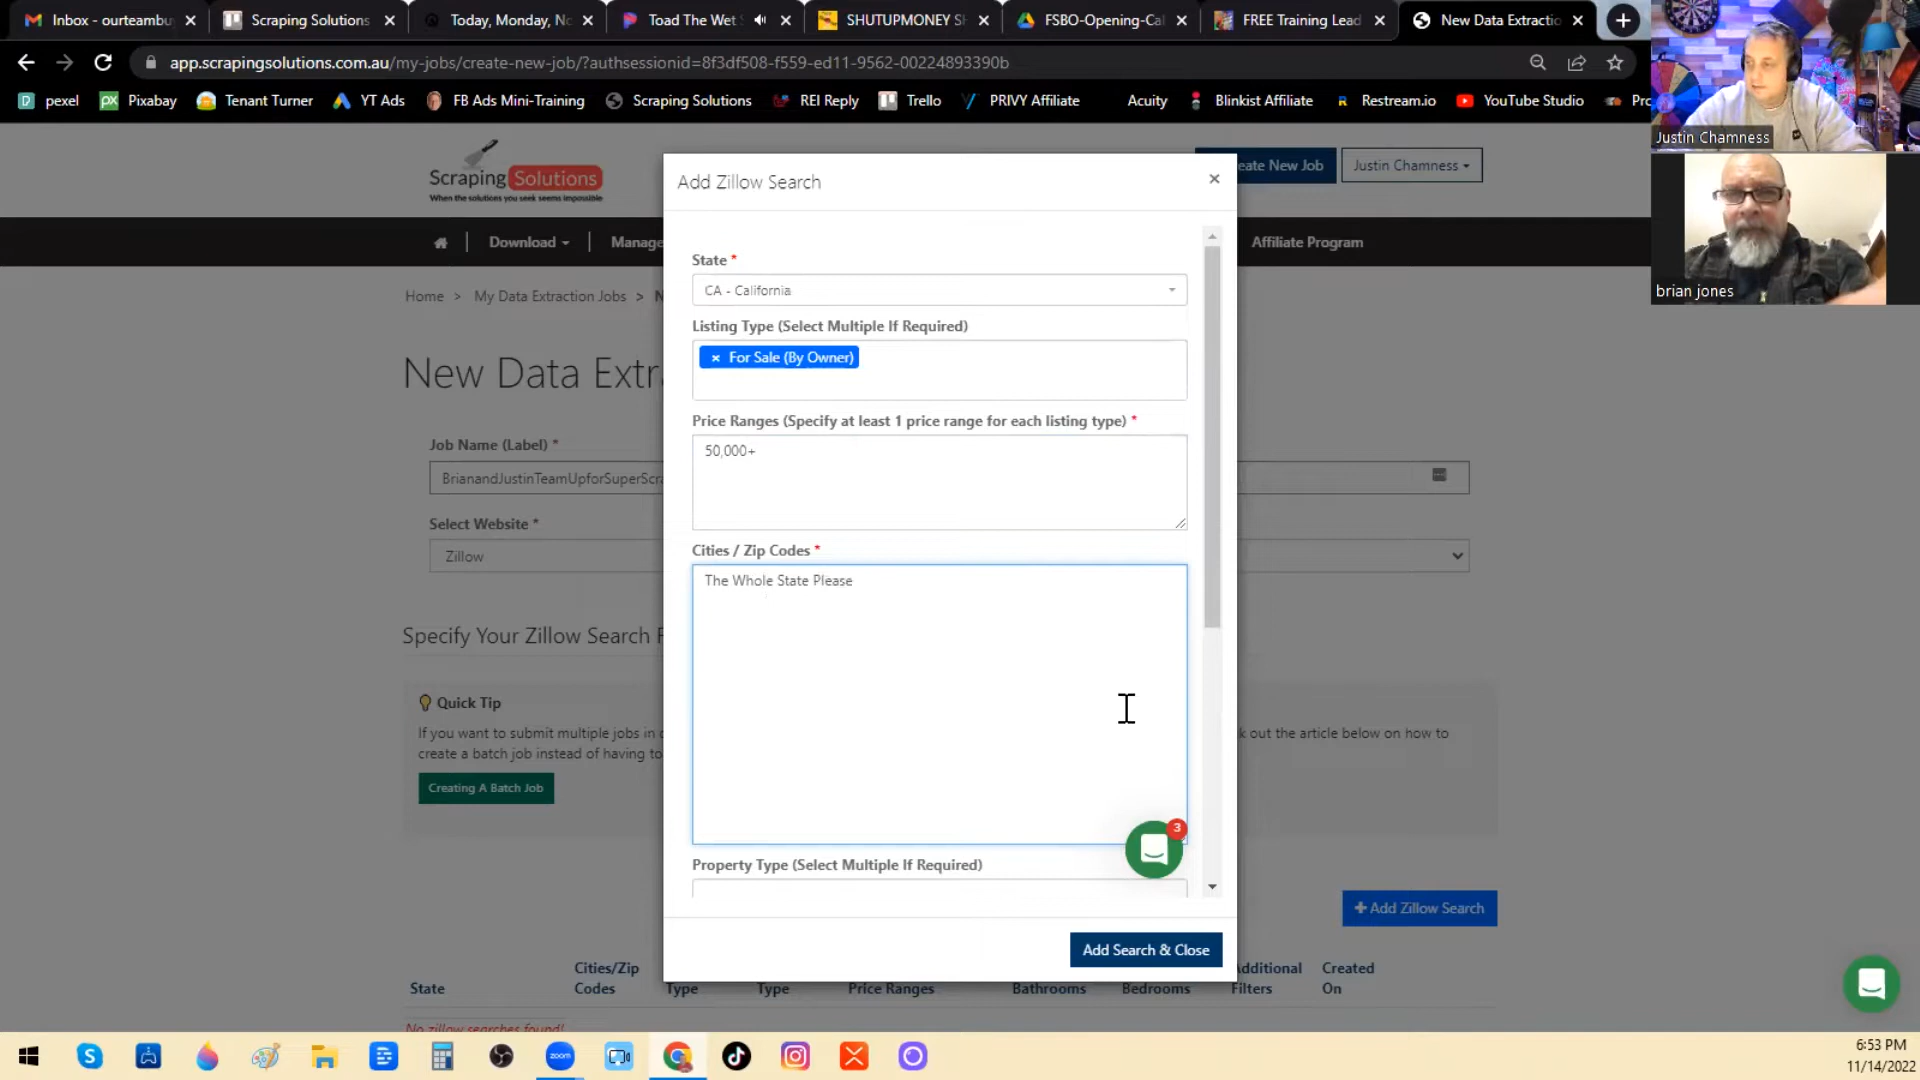 Inbox - ourteambu
Scraping Solutions
Today, Monday, No
Toad The Wet S
SHUTUPMONEY S
FSBO-Opening-Cal
FREE Training Lead
New Data Extractio
app.scrapingsolutions.com.au/my-jobs/create-new-job/?authsessionid=8f3df508-f559-ed11-9562-00224893390b
pexel
Pixabay
Tenant Turner
YT Ads
FB Ads Mini-Training
Scraping Solutions
REI Reply
Trello
PRIVY Affiliate
Acuity
Blinkist Affiliate
Restream.io
YouTube Studio
Pro
Justin Chamness
brian jones
Scraping Solutions
When the solutions you seek seems impossible
eate New Job
Justin Chamness
Download
Manage
Affiliate Program
Home > My Data Extraction Jobs > N
New Data Extr
Job Name (Label) *
BrianandJustinTeamUpforSuperScra
Select Website *
Zillow
Specify Your Zillow Search F
Quick Tip
If you want to submit multiple jobs in o
k out the article below on how to
create a batch job instead of having to
Creating A Batch Job
Add Zillow Search
×
State *
CA - California
Listing Type (Select Multiple If Required)
× For Sale (By Owner)
Price Ranges (Specify at least 1 price range for each listing type) *
50,000+
Cities / Zip Codes *
The Whole State Please
3
Property Type (Select Multiple If Required)
Add Search & Close
+ Add Zillow Search
State
Cities/Zip Codes
Type
Type
Price Ranges
Bathrooms
Bedrooms
Additional Filters
Created On
No zillow searches found!
zoom
6:53 PM
11/14/2022